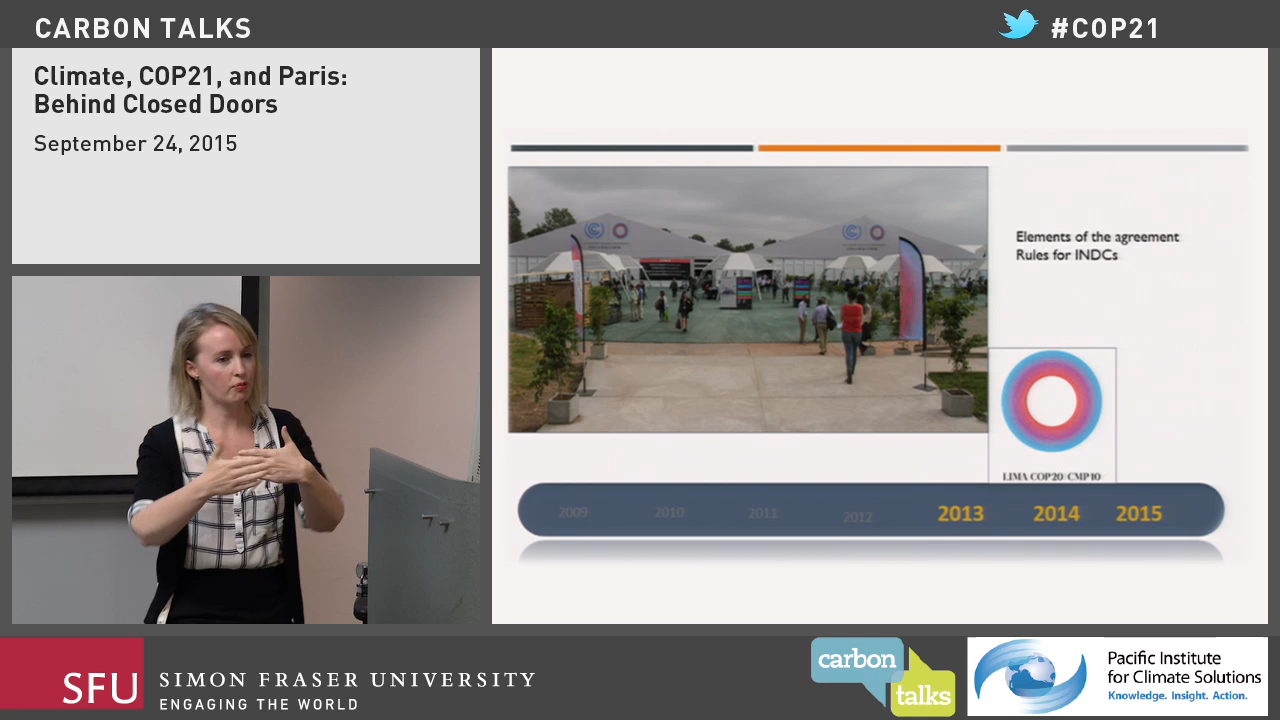 CARBON TALKS
#COP21
Climate, COP21, and Paris:
Behind Closed Doors
September 24, 2015
Elements of the agreement
Rules for INDCs
LIMA COP20/CMP10
2009
2010
2011
2012
2013
2014
2015
SFU
SIMON FRASER UNIVERSITY
ENGAGING THE WORLD
carbon
talks
Pacific Institute
for Climate Solutions
Knowledge. Insight. Action.